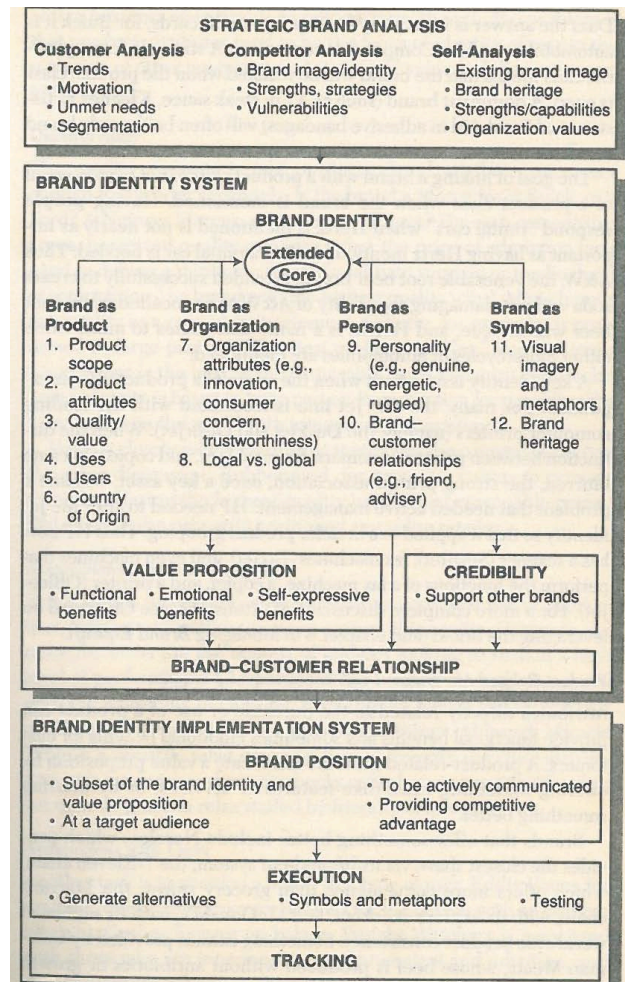 STRATEGIC BRAND ANALYSIS
Customer Analysis
• Trends
• Motivation
• Unmet needs
• Segmentation
Competitor Analysis
• Brand image/identity
• Strengths, strategies
• Vulnerabilities
Self-Analysis
• Existing brand image
• Brand heritage
• Strengths/capabilities
• Organization values
BRAND IDENTITY SYSTEM
BRAND IDENTITY
Extended
Core
Brand as
Product
1. Product
scope
2. Product
attributes
3. Quality/
value
4. Uses
5. Users
6. Country
of Origin
Brand as
Organization
7. Organization
attributes (e.g.,
innovation,
consumer
concern,
trustworthiness)
8. Local vs. global
Brand as
Person
9. Personality
(e.g., genuine,
energetic,
rugged)
10. Brand–
customer
relationships
(e.g., friend,
adviser)
Brand as
Symbol
11. Visual
imagery
and
metaphors
12. Brand
heritage
VALUE PROPOSITION
• Functional
benefits
• Emotional
benefits
• Self-expressive
benefits
CREDIBILITY
• Support other brands
BRAND–CUSTOMER RELATIONSHIP
BRAND IDENTITY IMPLEMENTATION SYSTEM
BRAND POSITION
• Subset of the brand identity and
value proposition
• At a target audience
• To be actively communicated
• Providing competitive
advantage
EXECUTION
• Generate alternatives
• Symbols and metaphors
• Testing
TRACKING